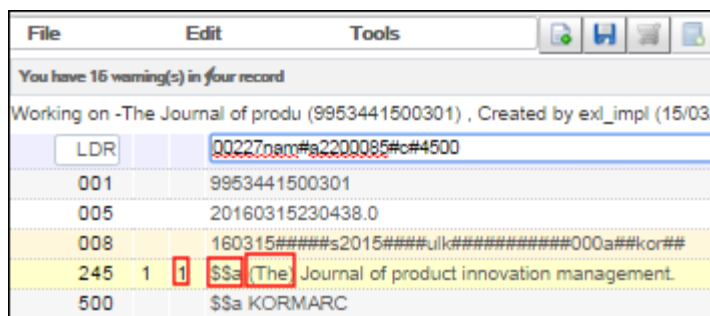 File Edit Tools
You have 16 warning(s) in your record
Working on -The Journal of produ (9953441500301) , Created by exl_impl (15/03
LDR 00227nam#a2200085#c#4500
001 9953441500301
005 20160315230438.0
008 160315#####s2015####ulk###########000a##kor##
245 1 1 $$a (The) Journal of product innovation management.
500 $$a KORMARC